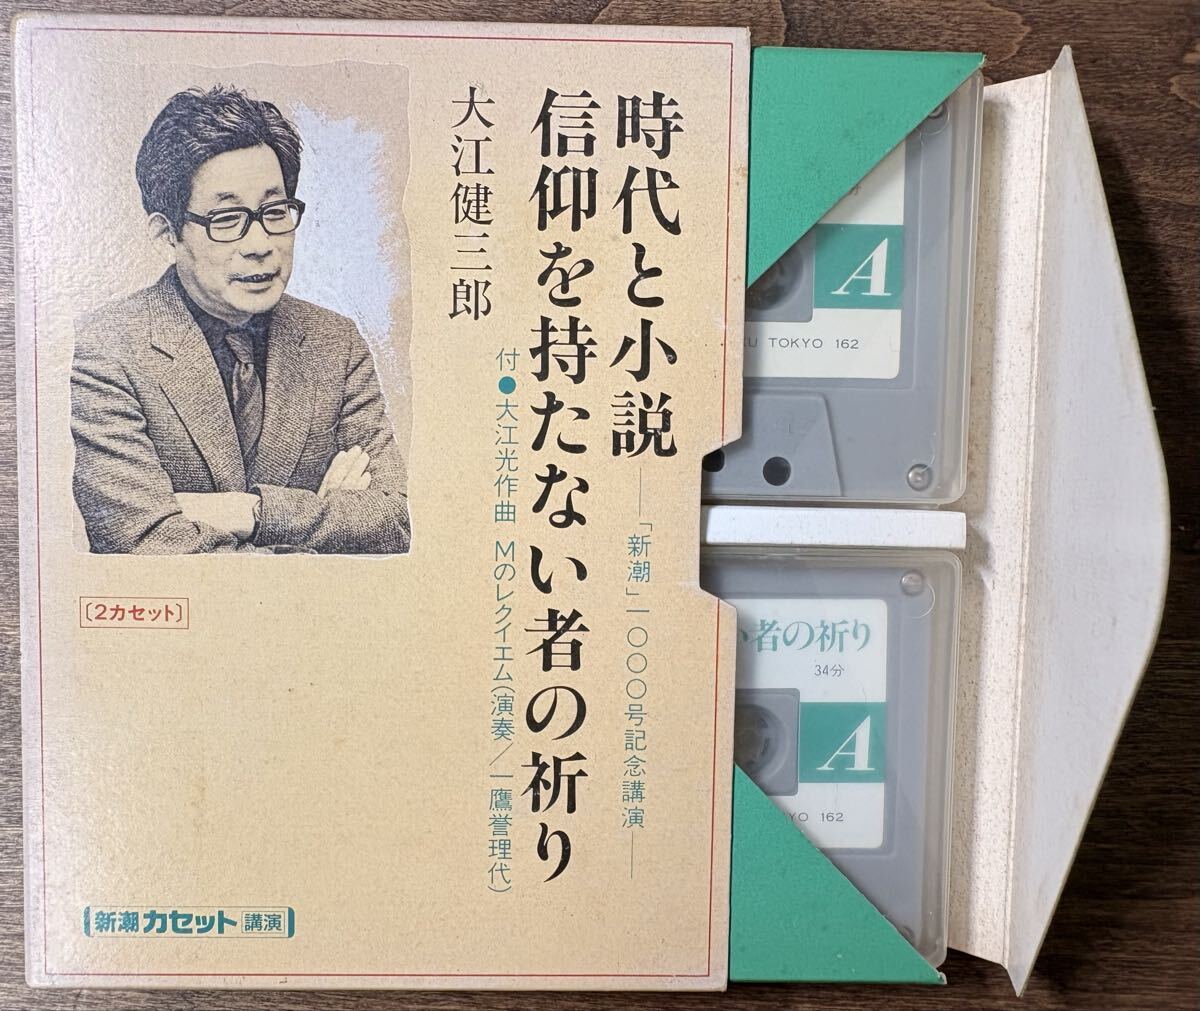 時代と小説
「新潮」一〇〇〇号記念講演
信仰を持たない者の祈り
付●大江光作曲 Mのレクイエム(演奏/一鷹誉理代)
大江健三郎
〔2カセット〕
新潮カセット 講演
分
A
TOKYO 162
者の祈り
34分
A
162